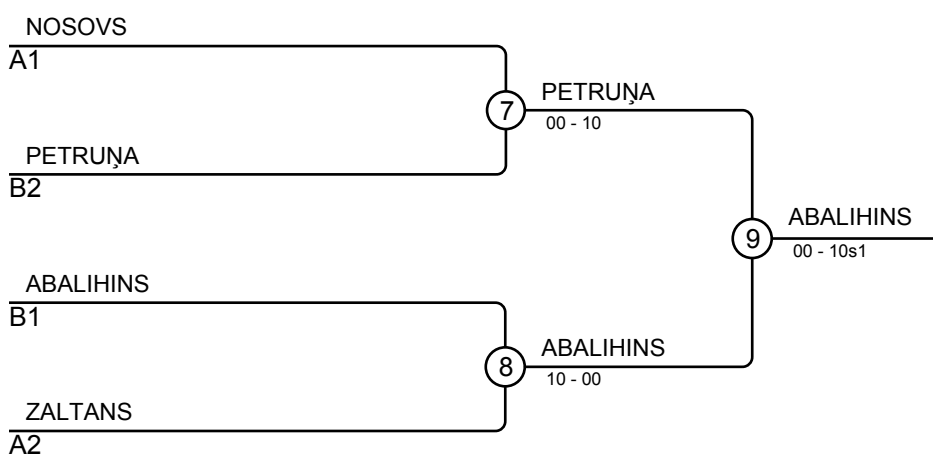 NOSOVS
A1
7
PETRUŅA
00 - 10
PETRUŅA
B2
9
ABALIHINS
00 - 10s1
ABALIHINS
B1
8
ABALIHINS
10 - 00
ZALTANS
A2